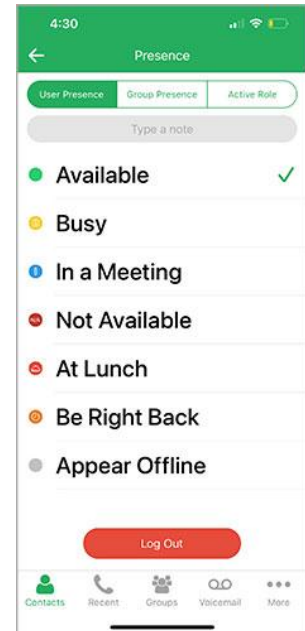 4:30
Presence
User Presence Group Presence Active Role
Type a note
Available
Busy
In a Meeting
Not Available
At Lunch
Be Right Back
Appear Offline
Log Out
Contacts Recent Groups Voicemail More